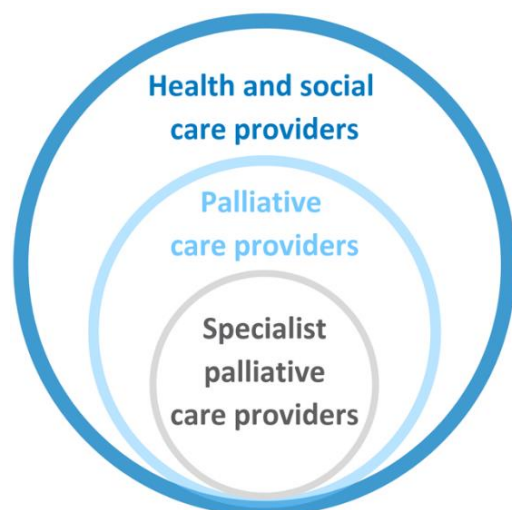 Health and social
care providers
Palliative
care providers
Specialist
palliative
care providers